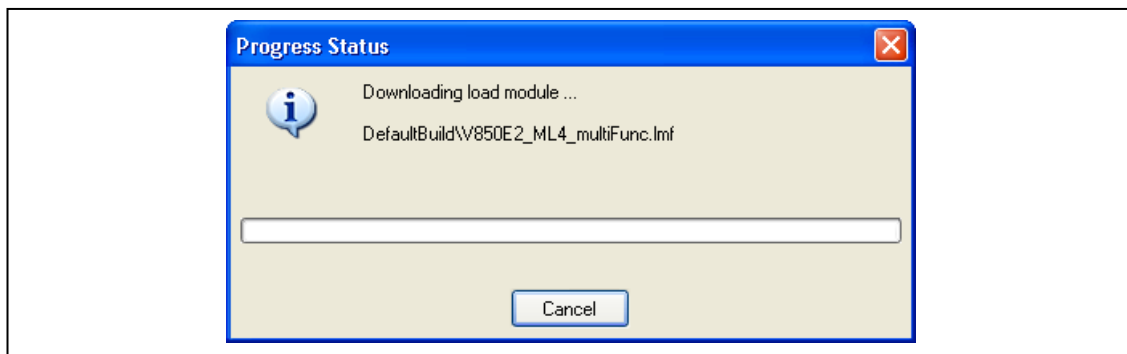 Progress Status
Downloading load module ...
DefaultBuild\V850E2_ML4_multiFunc.lmf
Cancel